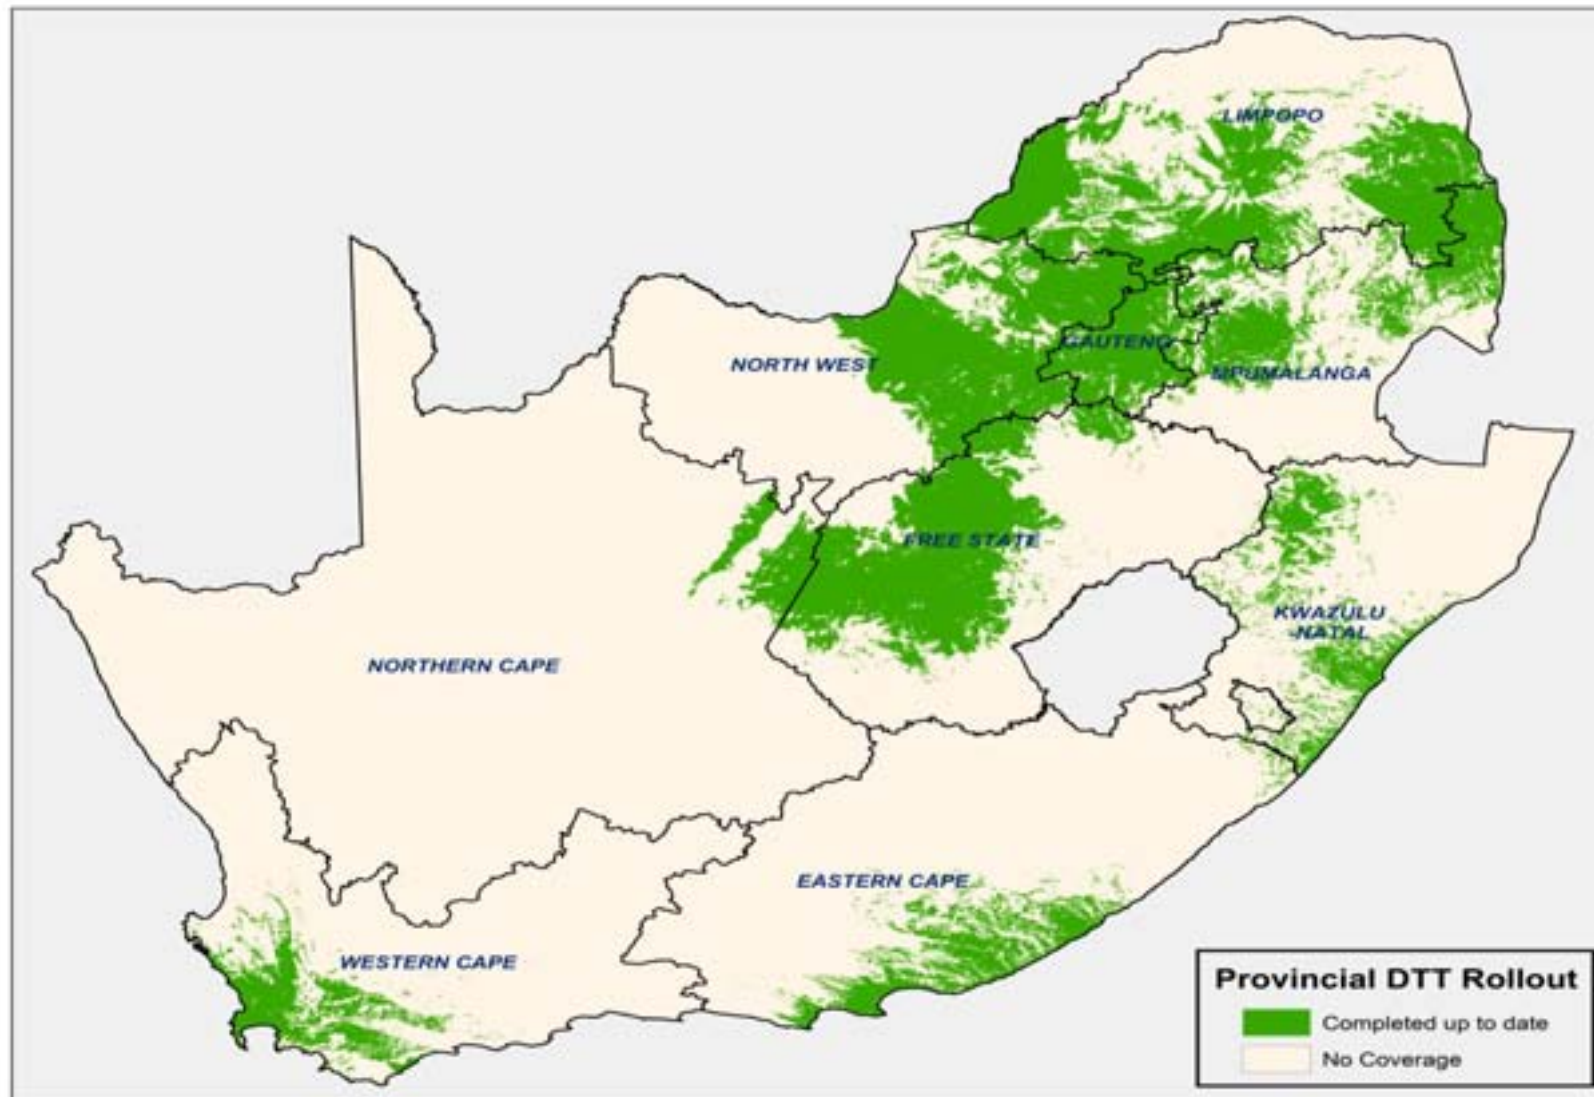 LIMPOPO
GAUTENG
NORTH WEST
MPUMALANGA
FREE STATE
KWAZULU
-NATAL
NORTHERN CAPE
EASTERN CAPE
WESTERN CAPE
Provincial DTT Rollout
Completed up to date
No Coverage